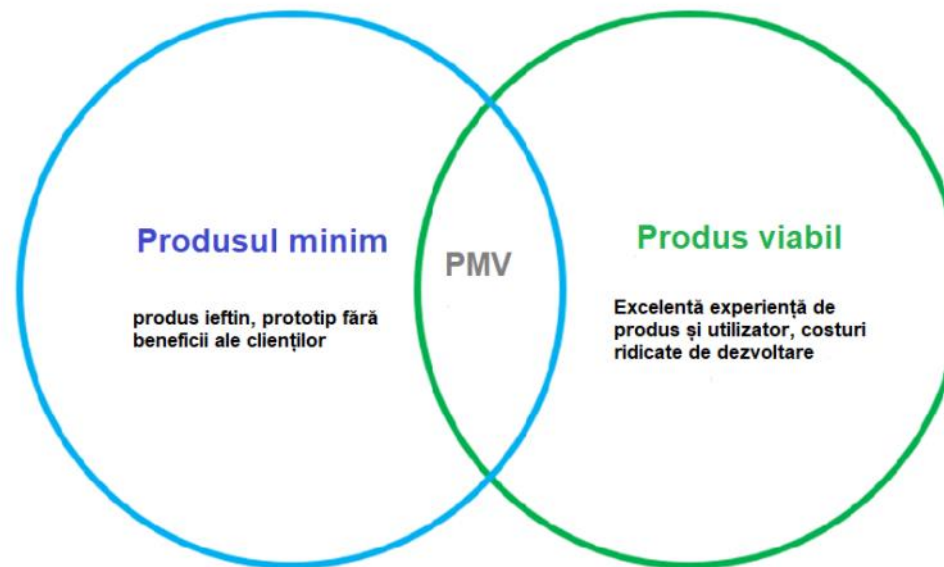 Produsul minim
produs ieftin, prototip fără
beneficii ale clienților
PMV
Produs viabil
Excelentă experiență de
produs și utilizator, costuri
ridicate de dezvoltare